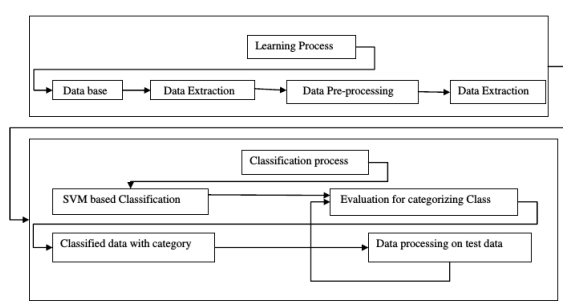 Learning Process
Data base
Data Extraction
Data Pre-processing
Data Extraction
Classification process
SVM based Classification
Evaluation for categorizing Class
Classified data with category
Data processing on test data